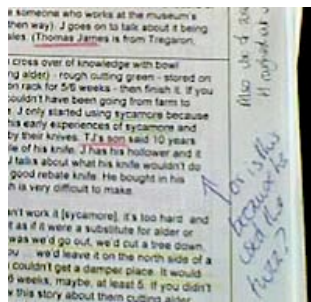 someone who works at the museum's
then way). J goes on to talk about it being
ales. (Thomas James is from Tregaron,
cross over of knowledge with bowl
ng alder) - rough cutting green - stored on
on rack for 5/6 weeks - then finish it. If you
couldn't have been going from farm to
. J only started using sycamore because
his early experiences of sycamore and
by their knives. TJ's son said 10 years
e of his knife. J has his hollower and it
J talks about what his knife wouldn't do
good rebate knife. He bought in his
n is very difficult to make.
an't work it [sycamore], it's too hard and
t as if it were a substitute for alder or
was we'd go out, we'd cut a tree down,
ou ... we'd leave it on the north side of a
couldn't get a damper place. It would
d weeks, maybe, at least 5. If you didn't
w this story about them cutting alder
Also
or is this
because he
used the